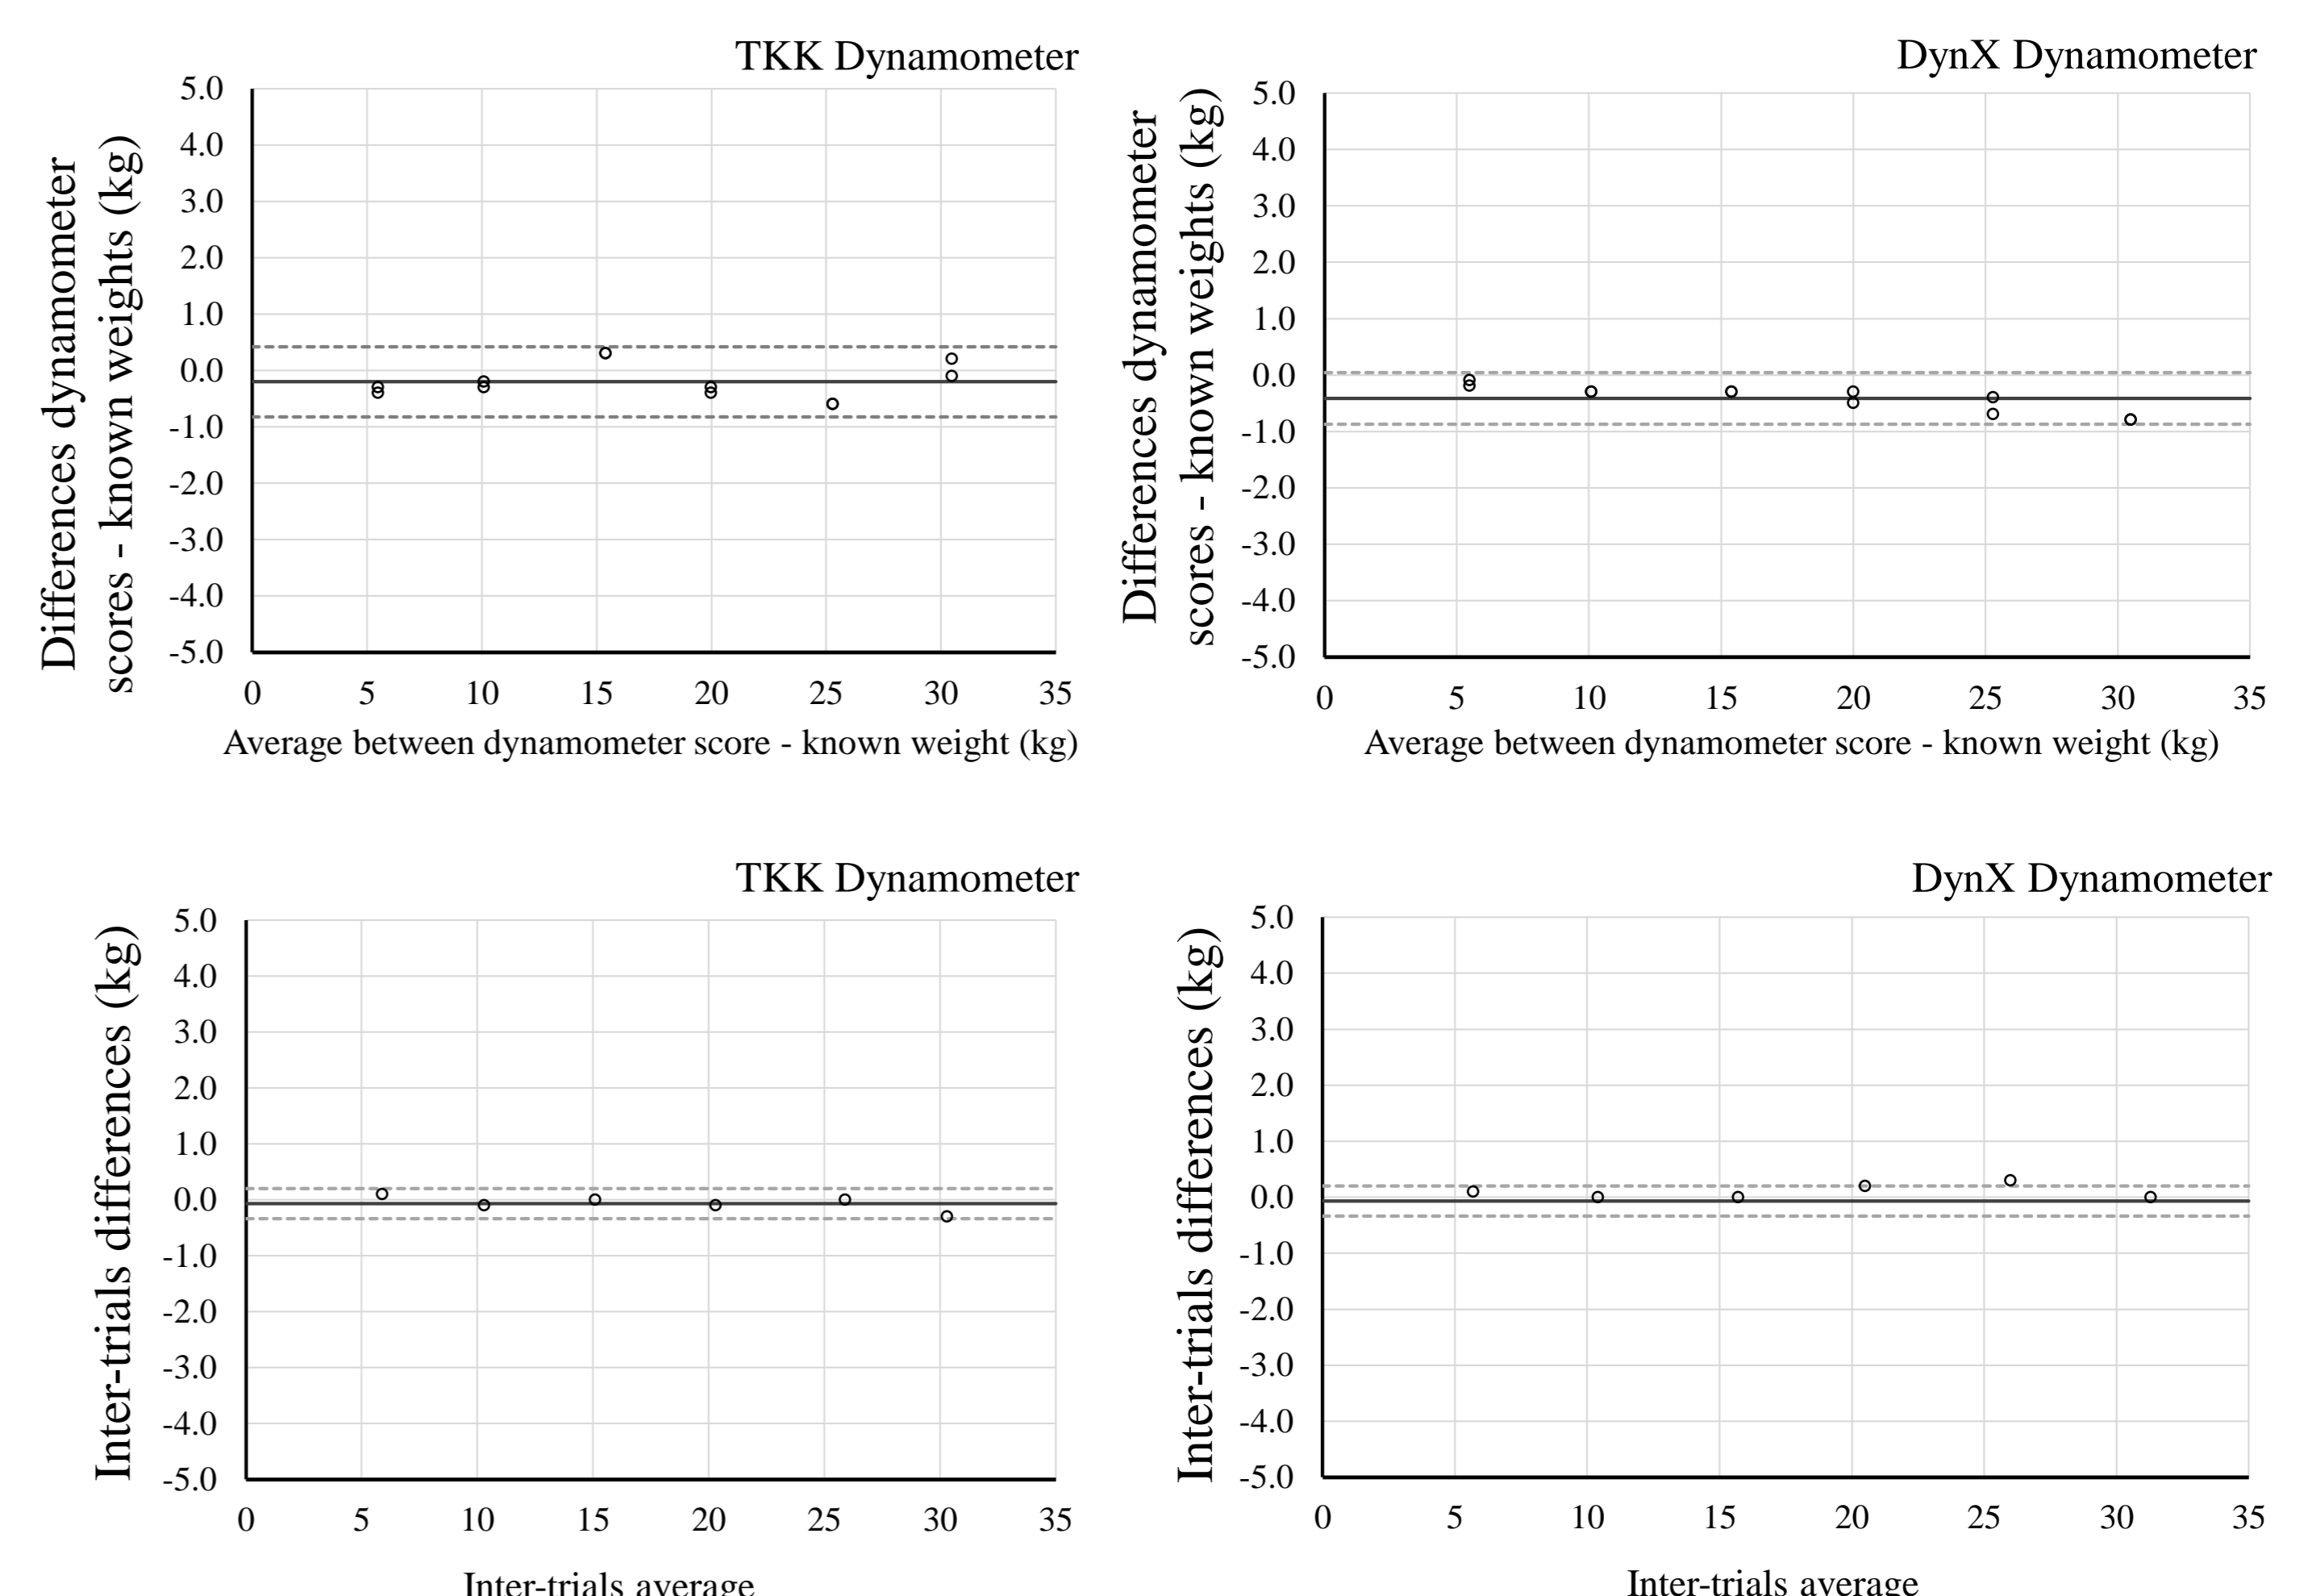 TKK Dynamometer
Differences dynamometer
scores - known weights (kg)
5.0
4.0
3.0
2.0
1.0
0.0
-1.0
-2.0
-3.0
-4.0
-5.0
0 5 10 15 20 25 30 35
Average between dynamometer score - known weight (kg)
DynX Dynamometer
Differences dynamometer
scores - known weights (kg)
5.0
4.0
3.0
2.0
1.0
0.0
-1.0
-2.0
-3.0
-4.0
-5.0
0 5 10 15 20 25 30 35
Average between dynamometer score - known weight (kg)
TKK Dynamometer
Inter-trials differences (kg)
5.0
4.0
3.0
2.0
1.0
0.0
-1.0
-2.0
-3.0
-4.0
-5.0
0 5 10 15 20 25 30 35
Inter-trials average
DynX Dynamometer
Inter-trials differences (kg)
5.0
4.0
3.0
2.0
1.0
0.0
-1.0
-2.0
-3.0
-4.0
-5.0
0 5 10 15 20 25 30 35
Inter-trials average